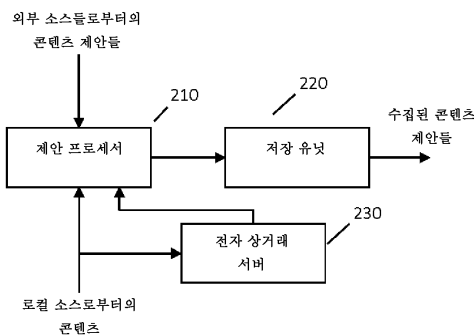 외부 소스들로부터의
콘텐츠 제안들
210
220
수집된 콘텐츠
제안들
제안 프로세서
저장 유닛
230
전자 상거래
서버
로컬 소스로부터의
콘텐츠